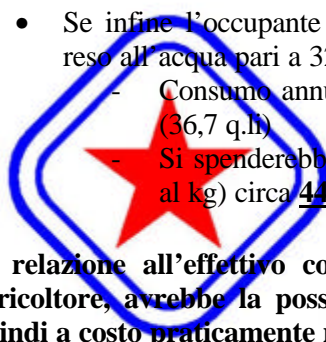 • Se infine l'occupante
reso all'acqua pari a 3
- Consumo annu
(36,7 q.li)
- Si spenderebb
al kg) circa 44
relazione all'effettivo co
ricoltore, avrebbe la poss
indi a costo praticamente